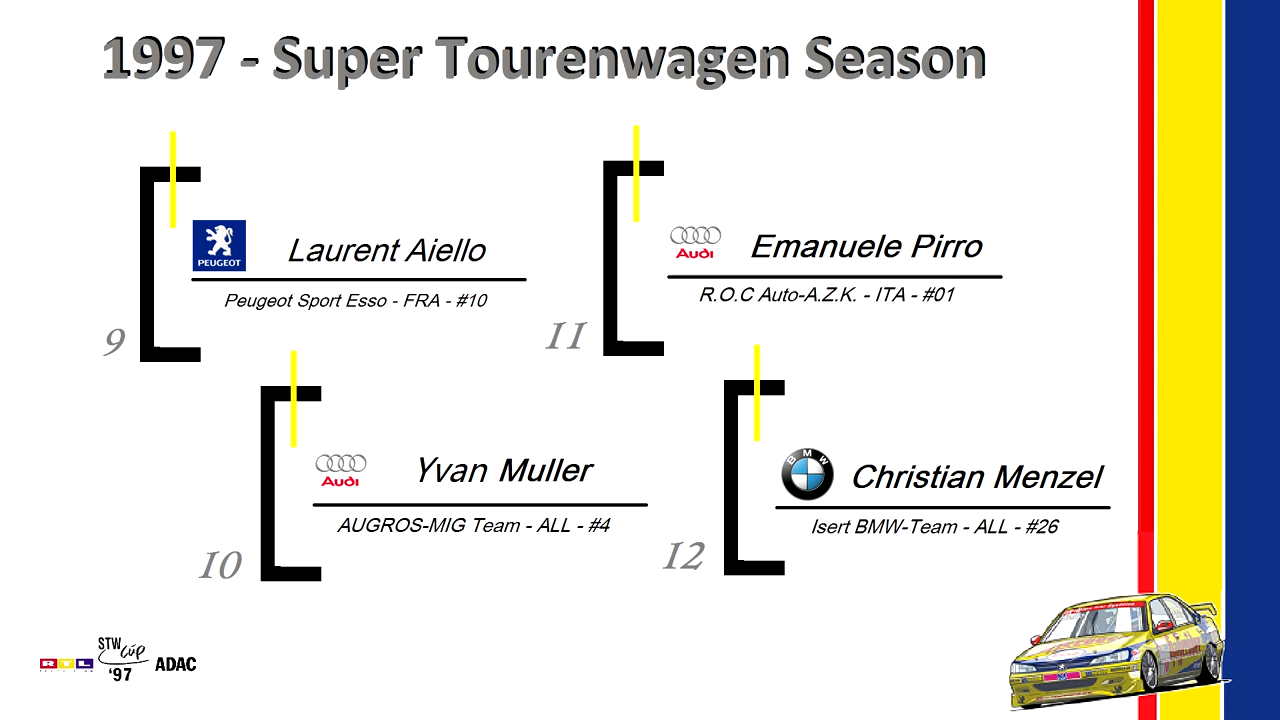 1997 - Super Tourenwagen Season
PEUGEOT
Laurent Aiello
Peugeot Sport Esso - FRA - #10
9
Audi
Emanuele Pirro
R.O.C Auto-A.Z.K. - ITA - #01
11
Audi
Yvan Muller
AUGROS-MIG Team - ALL - #4
10
BMW
Christian Menzel
Isert BMW-Team - ALL - #26
12
RTL
STW
Cup
'97
ADAC